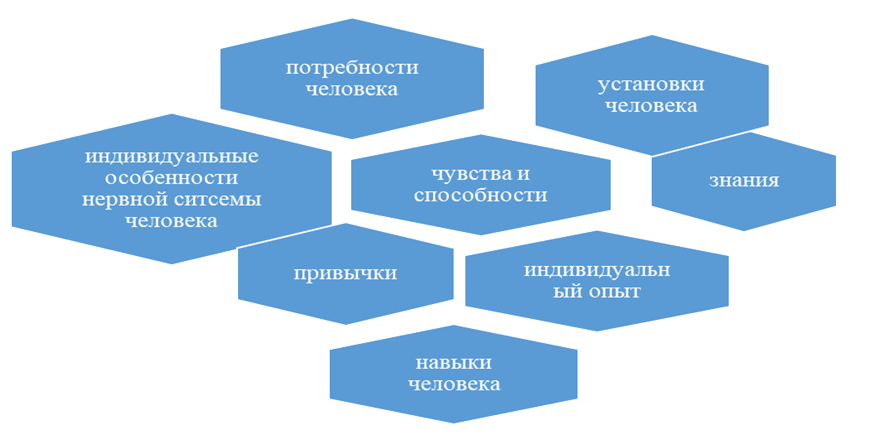 потребности
человека
установки
человека
индивидуальные
особенности
нервной ситсемы
человека
чувства и
способности
знания
привычки
индивидуальн
ый опыт
навыки
человека